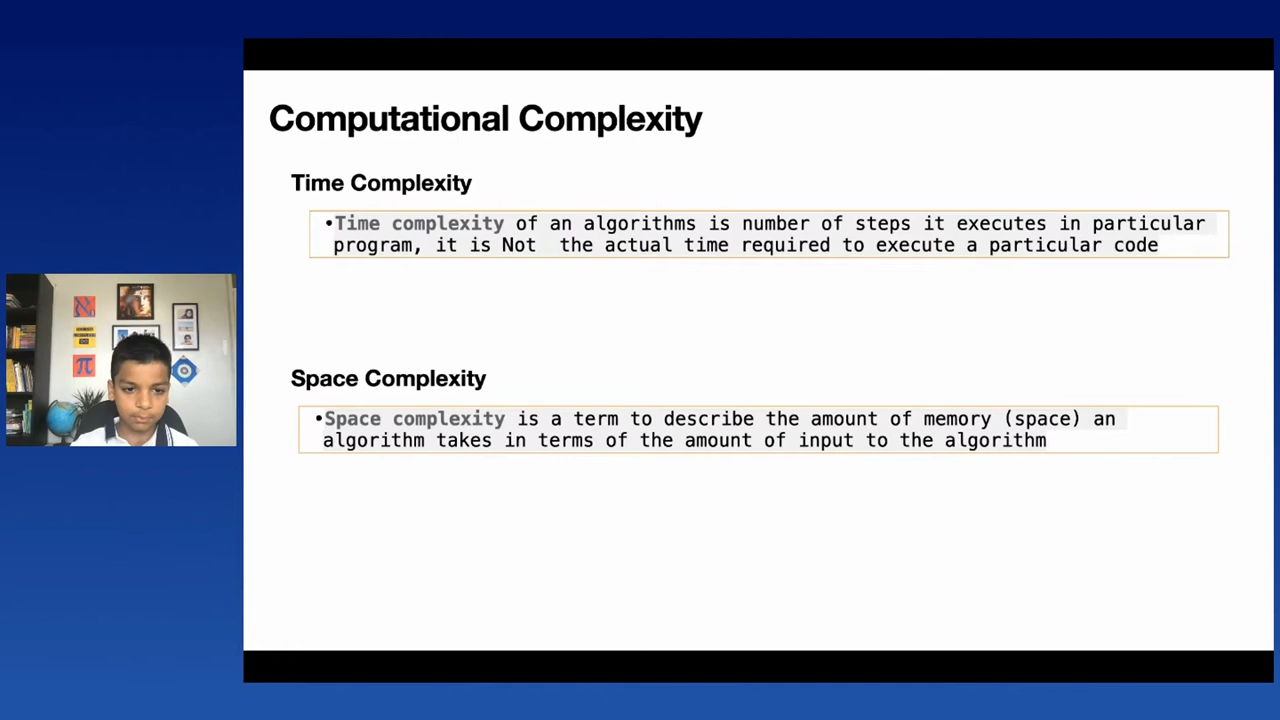 Computational Complexity
Time Complexity
•Time complexity of an algorithms is number of steps it executes in particular
program, it is Not the actual time required to execute a particular code
Space Complexity
•Space complexity is a term to describe the amount of memory (space) an
algorithm takes in terms of the amount of input to the algorithm